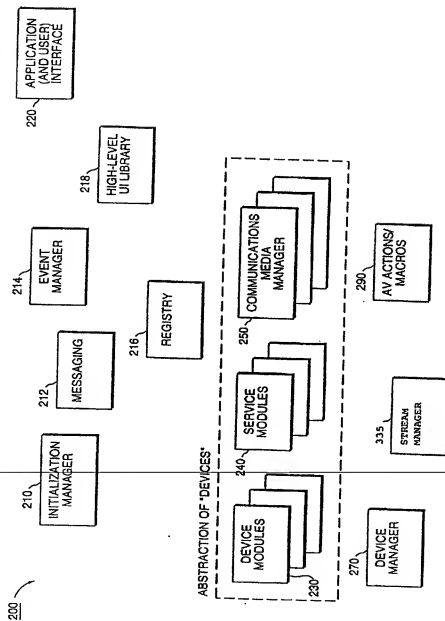 200
210
INITIALIZATION
MANAGER
212
MESSAGING
214
EVENT
MANAGER
216
REGISTRY
218
HIGH-LEVEL
UI LIBRARY
220
APPLICATION
(AND USER)
INTERFACE
ABSTRACTION OF "DEVICES"
DEVICE
MODULES
230
SERVICE
MODULES
240
COMMUNICATIONS
MEDIA
MANAGER
250
270
DEVICE
MANAGER
335
STREAM
MANAGER
290
AV ACTIONS/
MACROS